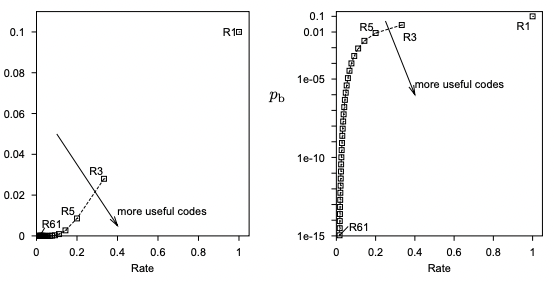 0.1
R1
0.08
0.06
0.04
R3
0.02
R5
more useful codes
R61
0
0 0.2 0.4 0.6 0.8 1
Rate
p_b
0.1
0.01
R5
R3
R1
1e-05
more useful codes
1e-10
R61
1e-15
0 0.2 0.4 0.6 0.8 1
Rate